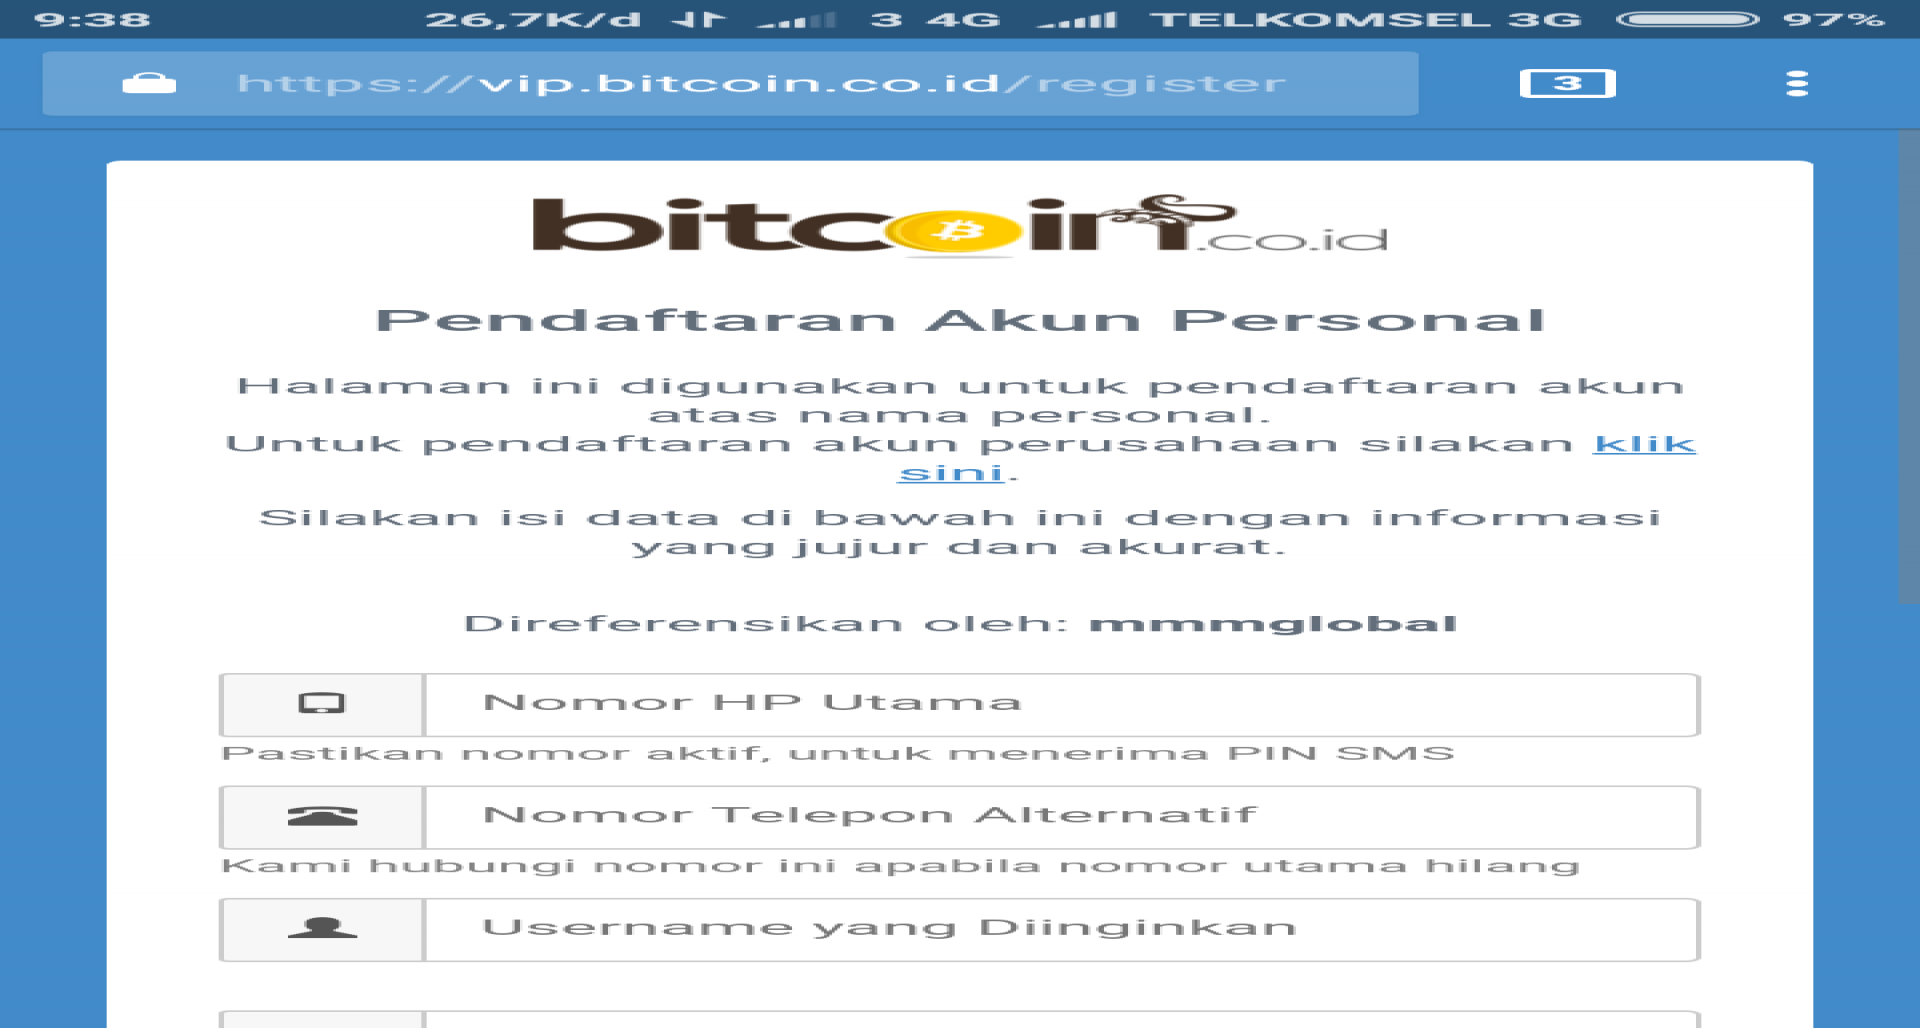 9:38 26,7K/d 3 4G TELKOMSEL 3G 97%
https://vip.bitcoin.co.id/register 3
bitcoin.co.id
Pendaftaran Akun Personal
Halaman ini digunakan untuk pendaftaran akun
atas nama personal.
Untuk pendaftaran akun perusahaan silakan klik
sini.
Silakan isi data di bawah ini dengan informasi
yang jujur dan akurat.
Direferensikan oleh: mmmglobal
Nomor HP Utama
Pastikan nomor aktif, untuk menerima PIN SMS
Nomor Telepon Alternatif
Kami hubungi nomor ini apabila nomor utama hilang
Username yang Diinginkan